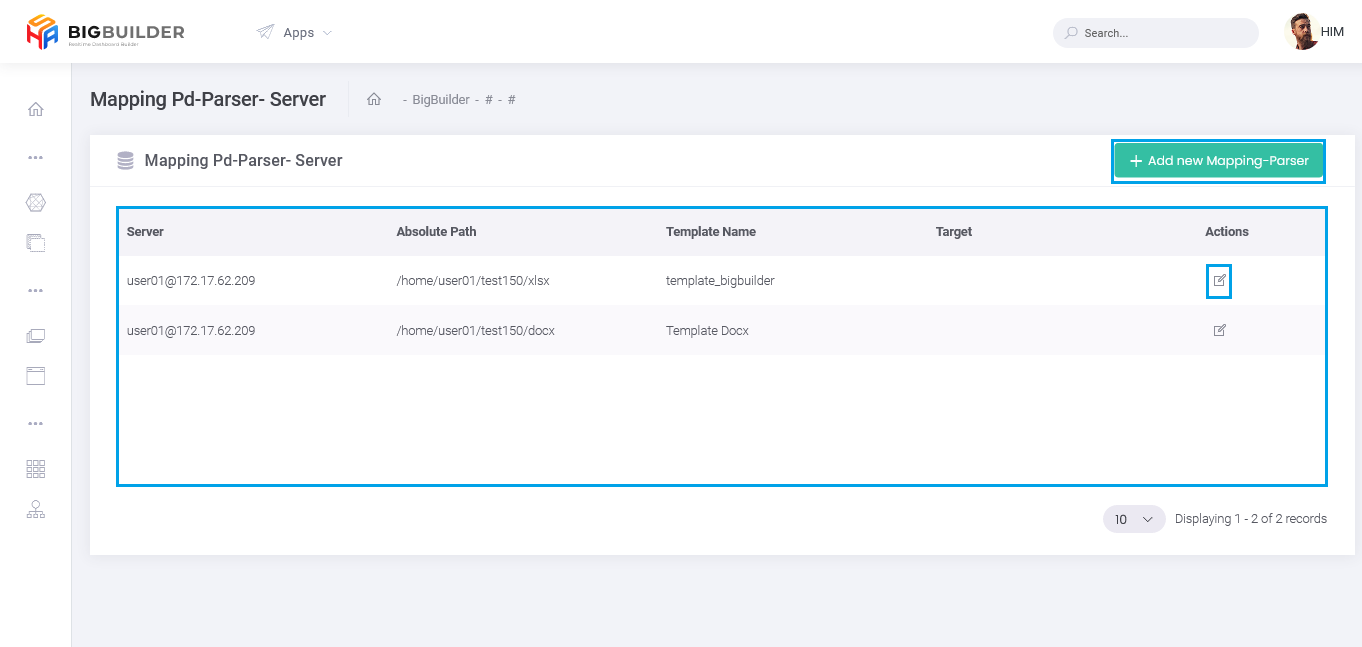 BIGBUILDER
Realtime Dashboard Builder
Apps
Search...
HIM
Mapping Pd-Parser- Server
- BigBuilder - # - #
Mapping Pd-Parser- Server
+ Add new Mapping-Parser
Server Absolute Path Template Name Target Actions
user01@172.17.62.209 /home/user01/test150/xlsx template_bigbuilder
user01@172.17.62.209 /home/user01/test150/docx Template Docx
10 Displaying 1 - 2 of 2 records